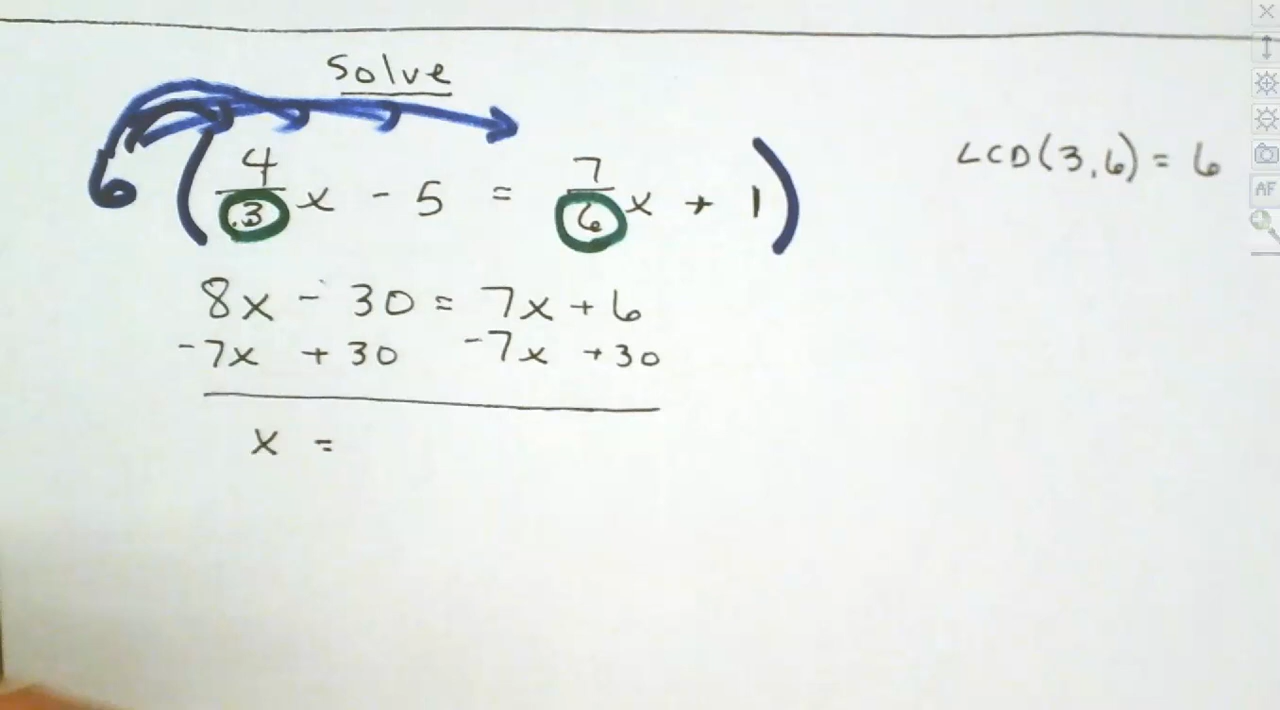 Solve
6 ( 4/3 x - 5 = 7/6 x + 1 )
LCD(3,6) = 6
8x - 30 = 7x + 6
-7x + 30 -7x + 30
x =
AF